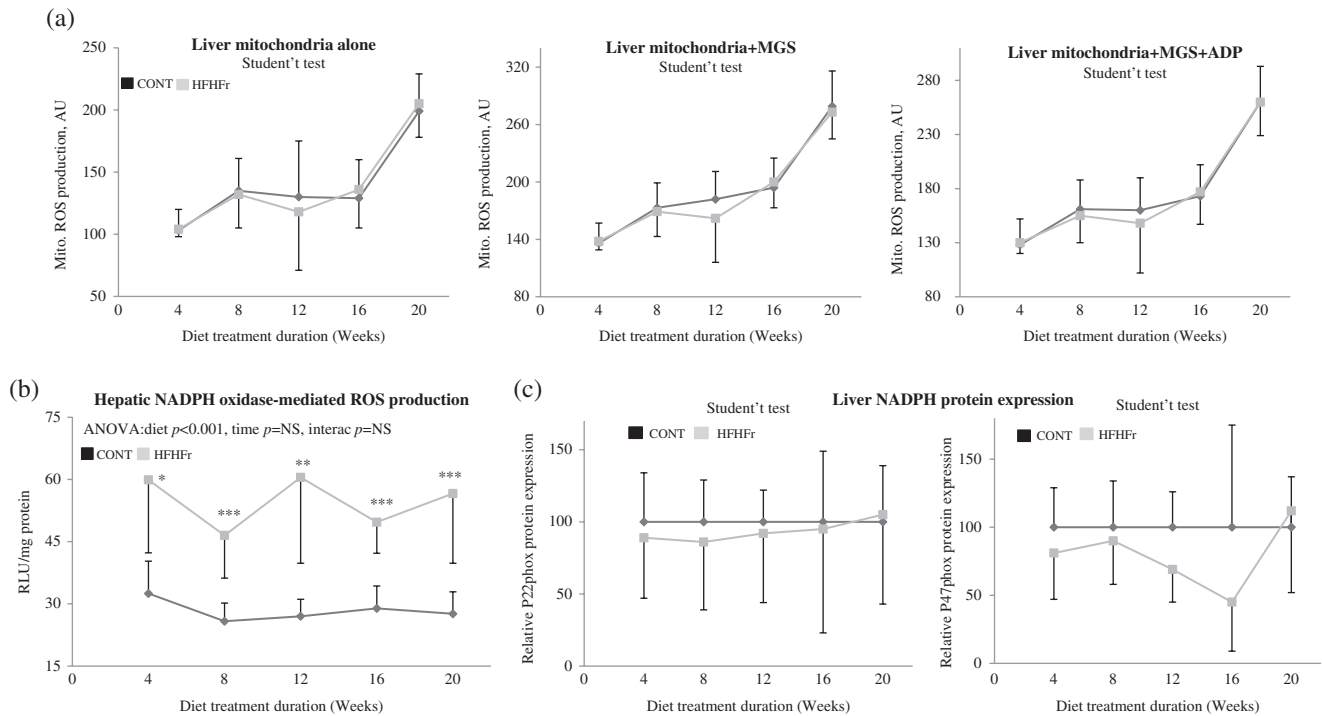 (a)
Liver mitochondria alone
Student't test
CONT HFHFr
Mito. ROS production, AU
250
200
150
100
50
0 4 8 12 16 20
Diet treatment duration (Weeks)
Liver mitochondria+MGS
Student't test
Mito. ROS production, AU
320
260
200
140
80
0 4 8 12 16 20
Diet treatment duration (Weeks)
Liver mitochondria+MGS+ADP
Student't test
Mito. ROS production, AU
280
230
180
130
80
0 4 8 12 16 20
Diet treatment duration (Weeks)
(b)
Hepatic NADPH oxidase-mediated ROS production
ANOVA:diet p<0.001, time p=NS, interac p=NS
CONT HFHFr
RLU/mg protein
75
60
45
30
15
* *** ** *** ***
4 8 12 16 20
Diet treatment duration (Weeks)
(c)
Liver NADPH protein expression
Student't test
CONT HFHFr
Relative P22phox protein expression
150
100
50
0
4 8 12 16 20
Diet treatment duration (Weeks)
Student't test
CONT HFHFr
Relative P47phox protein expression
150
100
50
0
4 8 12 16 20
Diet treatment duration (Weeks)